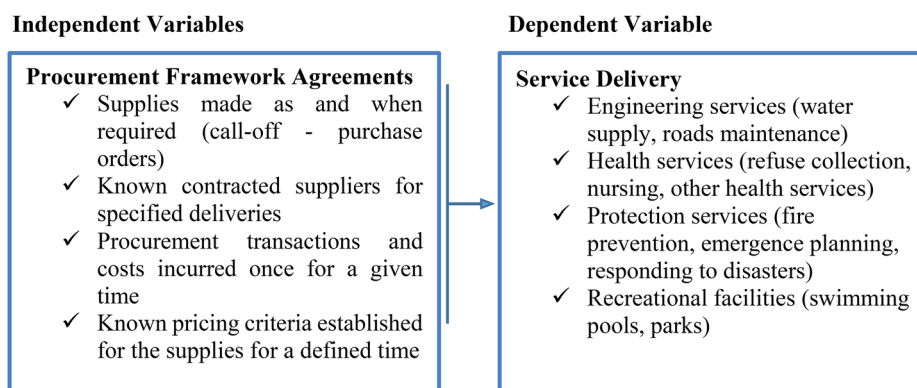 Independent Variables
Procurement Framework Agreements
✓ Supplies made as and when
required (call-off - purchase
orders)
✓ Known contracted suppliers for
specified deliveries
✓ Procurement transactions and
costs incurred once for a given
time
✓ Known pricing criteria established
for the supplies for a defined time
Dependent Variable
Service Delivery
✓ Engineering services (water
supply, roads maintenance)
✓ Health services (refuse collection,
nursing, other health services)
✓ Protection services (fire
prevention, emergence planning,
responding to disasters)
✓ Recreational facilities (swimming
pools, parks)